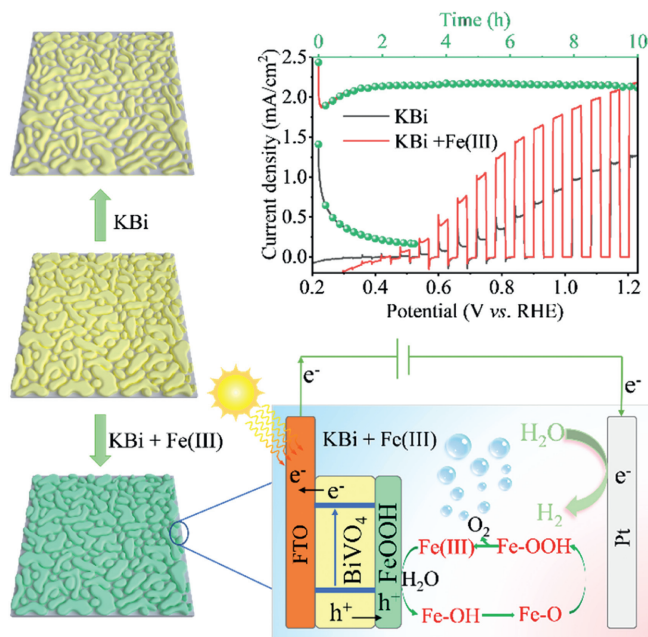 Time (h)
0 2 4 6 8 10
2.5
2.0
1.5
1.0
0.5
0.0
Current density (mA/cm²)
KBi
KBi +Fe(III)
0.2 0.4 0.6 0.8 1.0 1.2
Potential (V vs. RHE)
KBi
KBi + Fe(III)
e-
e-
KBi + Fe(III)
H₂O
H₂
e-
Pt
e-
e-
FTO
BiVO₄
FeOOH
h+
h+
O₂
Fe(III)
Fe-OOH
H₂O
Fe-OH
Fe-O